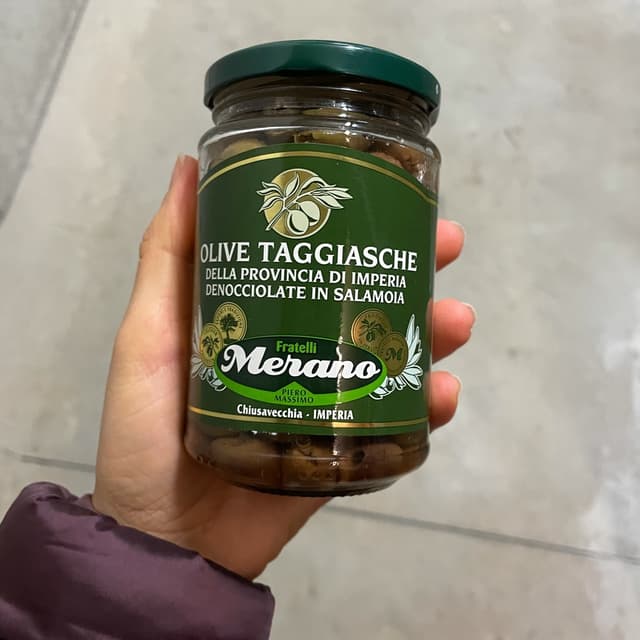 OLIVE TAGGIASCHE
DELLA PROVINCIA DI IMPERIA
DENOCCIOLATE IN SALAMOIA
Fratelli
Merano
PIERO
MASSIMO
Chiusavecchia - IMPERIA